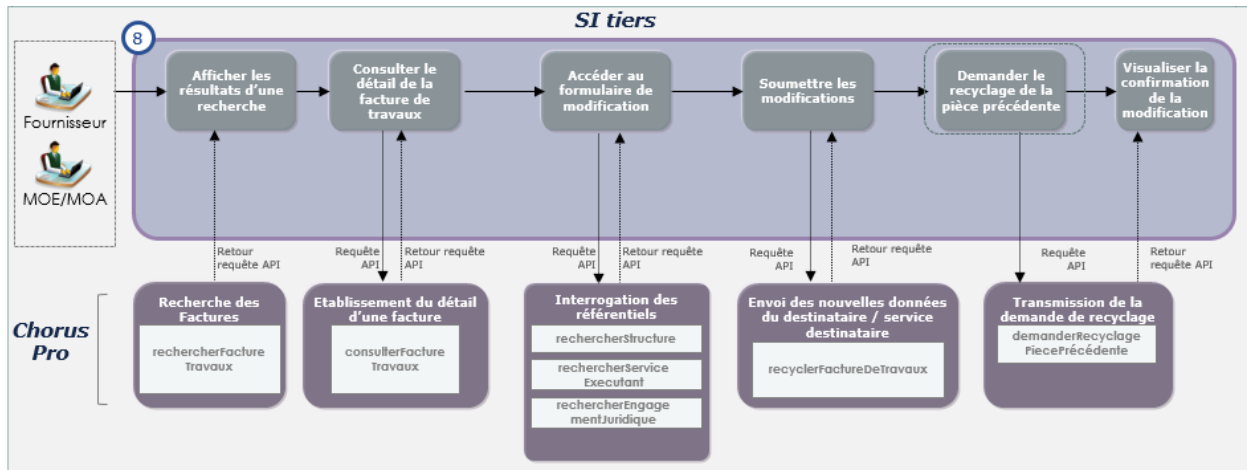 SI tiers
8
Fournisseur
MOE/MOA
Afficher les
résultats d'une
recherche
Consulter le
détail de la
facture de
travaux
Accéder au
formulaire de
modification
Soumettre les
modifications
Demander le
recyclage de la
pièce précédente
Visualiser la
confirmation
de la
modification
Retour
requête API
Requête
API
Retour requête
API
Requête
API
Retour requête
API
Requête
API
Retour requête
API
Requête
API
Retour
requête API
Chorus
Pro
Recherche des
Factures
rechercherFacture
Travaux
Etablissement du détail
d'une facture
consulterFacture
Travaux
Interrogation des
référentiels
rechercherStructure
rechercherService
Executant
rechercherEngage
mentJuridique
Envoi des nouvelles données
du destinataire / service
destinataire
recyclerFactureDeTravaux
Transmission de la
demande de recyclage
demanderRecyclage
PiecePrécédente